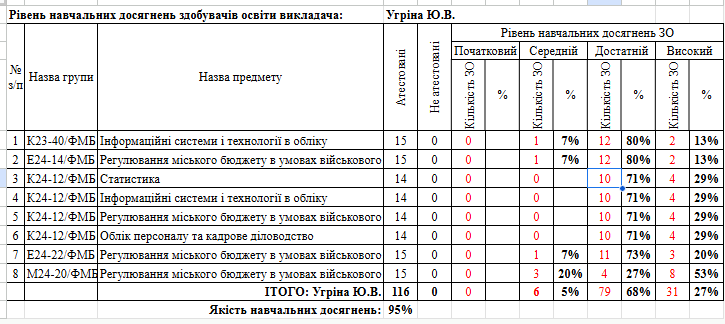 Рівень навчальних досягнень здобувачів освіти викладача: Угріна Ю.В.
№ з/п Назва групи Назва предмету Атестовані Не атестовані Рівень навчальних досягнень ЗО
Початковий Середній Достатній Високий
Кількість ЗО % Кількість ЗО % Кількість ЗО % Кількість ЗО %
1 К23-40/ФМБ Інформаційні системи і технології в обліку 15 0 0 1 7% 12 80% 2 13%
2 Е24-14/ФМБ Регулювання міського бюджету в умовах військового 15 0 0 1 7% 12 80% 2 13%
3 К24-12/ФМБ Статистика 14 0 0 0 10 71% 4 29%
4 К24-12/ФМБ Інформаційні системи і технології в обліку 14 0 0 0 10 71% 4 29%
5 К24-12/ФМБ Регулювання міського бюджету в умовах військового 14 0 0 0 10 71% 4 29%
6 К24-12/ФМБ Облік персоналу та кадрове діловодство 14 0 0 0 10 71% 4 29%
7 Е24-22/ФМБ Регулювання міського бюджету в умовах військового 15 0 0 1 7% 11 73% 3 20%
8 М24-20/ФМБ Регулювання міського бюджету в умовах військового 15 0 0 3 20% 4 27% 8 53%
ІТОГО: Угріна Ю.В. 116 0 0 6 5% 79 68% 31 27%
Якість навчальних досягнень: 95%